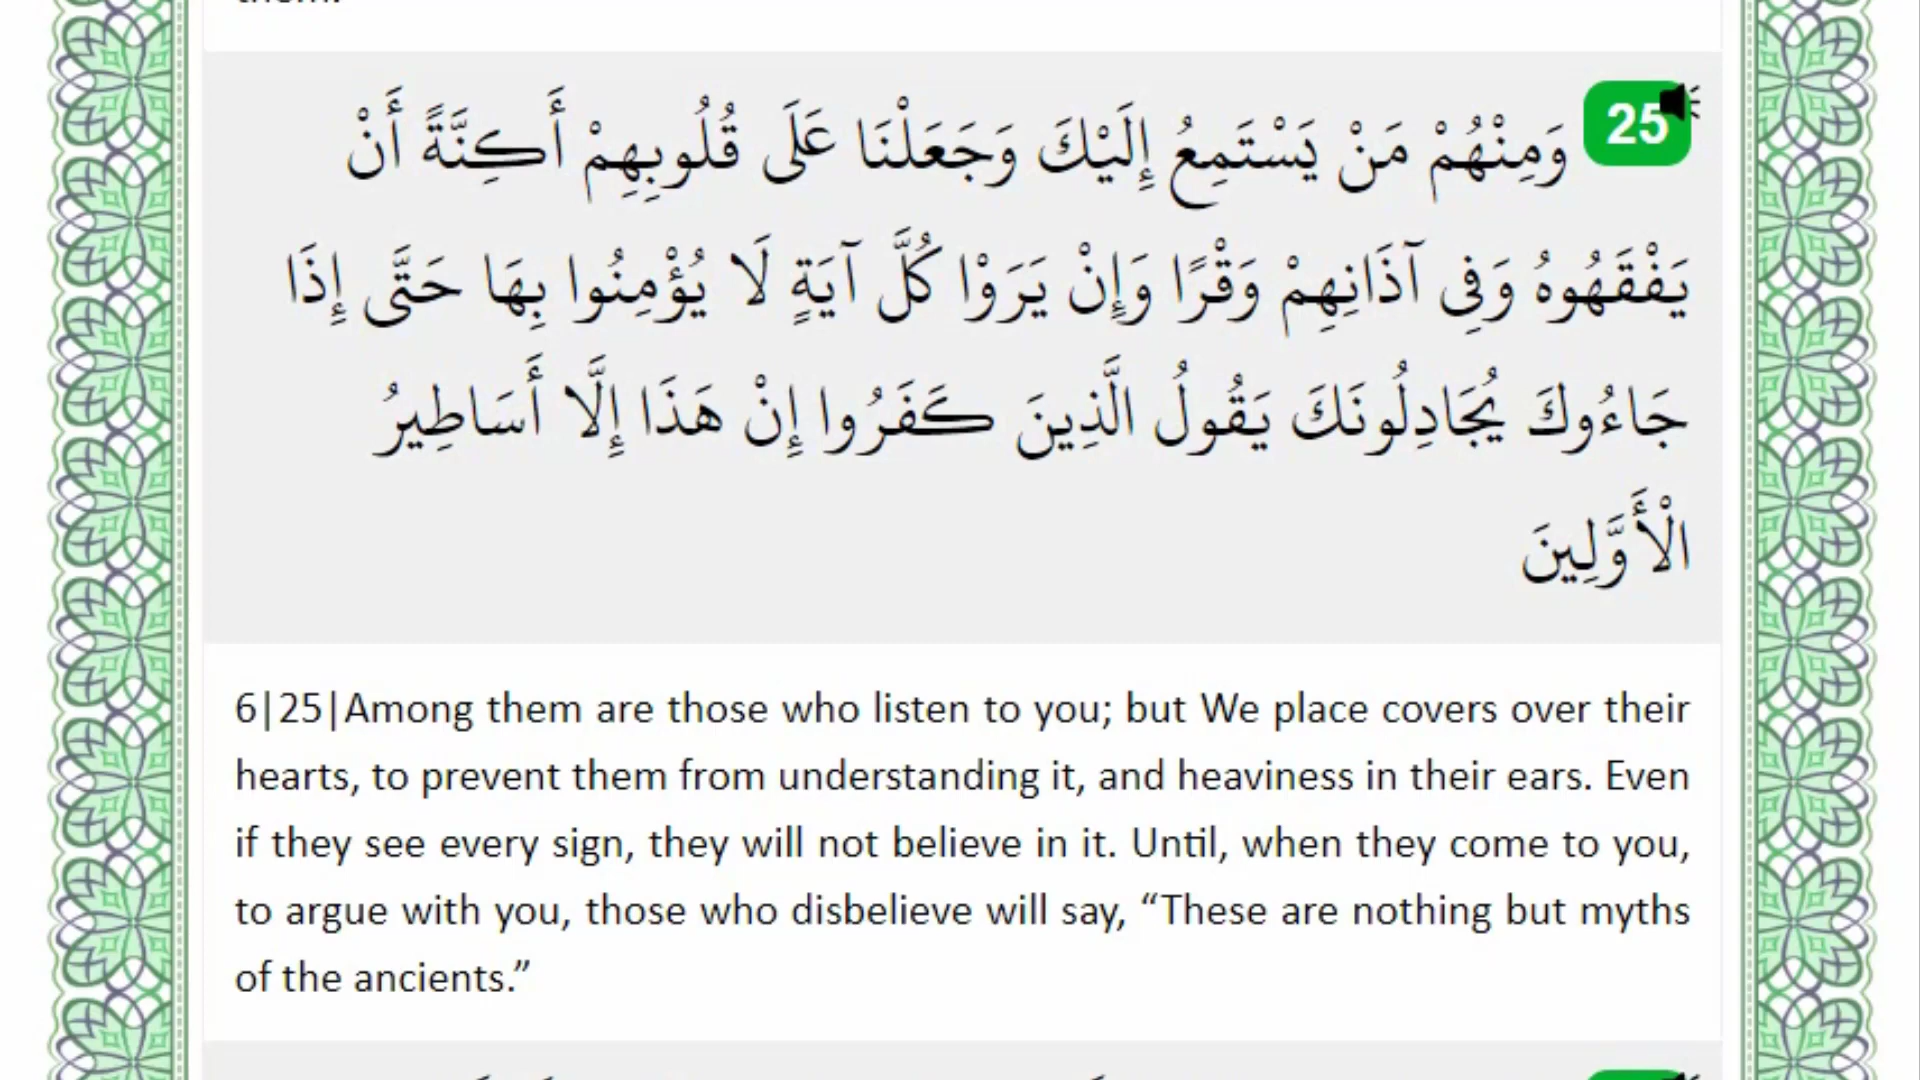 them.
25 وَمِنْهُمْ مَنْ يَسْتَمِعُ إِلَيْكَ وَجَعَلْنَا عَلَى قُلُوبِهِمْ أَكِنَّةً أَنْ
يَفْقَهُوهُ وَفِي آذَانِهِمْ وَقْرًا وَإِنْ يَرَوْا كُلَّ آيَةٍ لَا يُؤْمِنُوا بِهَا حَتَّى إِذَا
جَاءُوكَ يُجَادِلُونَكَ يَقُولُ الَّذِينَ كَفَرُوا إِنْ هَذَا إِلَّا أَسَاطِيرُ
الْأَوَّلِينَ
6|25|Among them are those who listen to you; but We place covers over their
hearts, to prevent them from understanding it, and heaviness in their ears. Even
if they see every sign, they will not believe in it. Until, when they come to you,
to argue with you, those who disbelieve will say, “These are nothing but myths
of the ancients.”